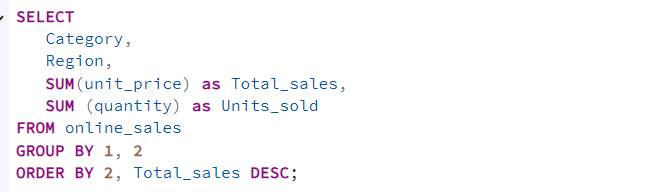 SELECT
Category,
Region,
SUM(unit_price) as Total_sales,
SUM (quantity) as Units_sold
FROM online_sales
GROUP BY 1, 2
ORDER BY 2, Total_sales DESC;